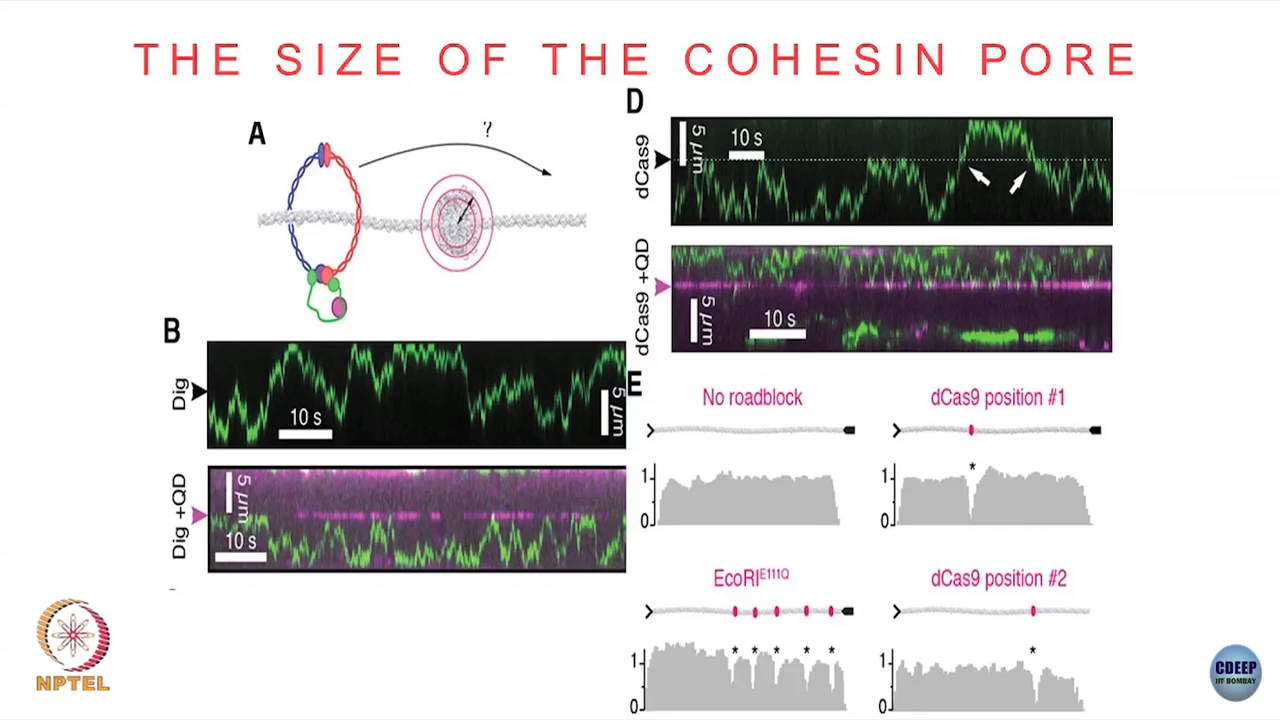 THE SIZE OF THE COHESIN PORE
A
?
B
Dig
10 s
5 μm
Dig +QD
5 μm
10 s
D
dCas9
5 μm
10 s
dCas9 +QD
5 μm
10 s
E
No roadblock
1
0
dCas9 position #1
*
1
0
EcoRIE111Q
* * * * *
1
0
dCas9 position #2
*
1
0
NPTEL
CDEEP
IIT BOMBAY